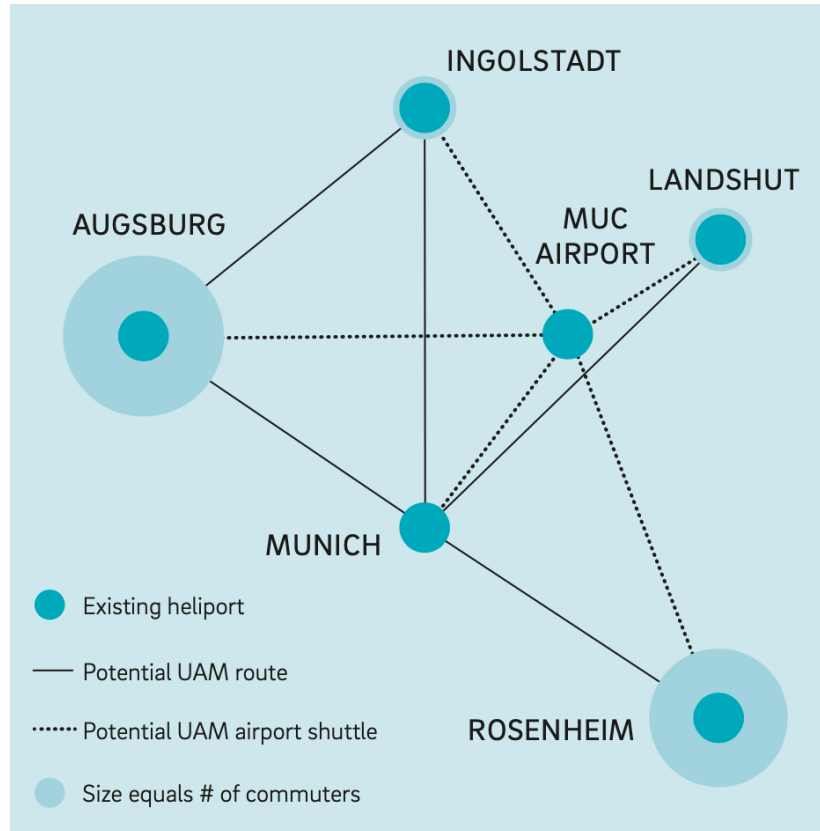 INGOLSTADT
LANDSHUT
MUC
AIRPORT
AUGSBURG
MUNICH
ROSENHEIM
Existing heliport
Potential UAM route
Potential UAM airport shuttle
Size equals # of commuters